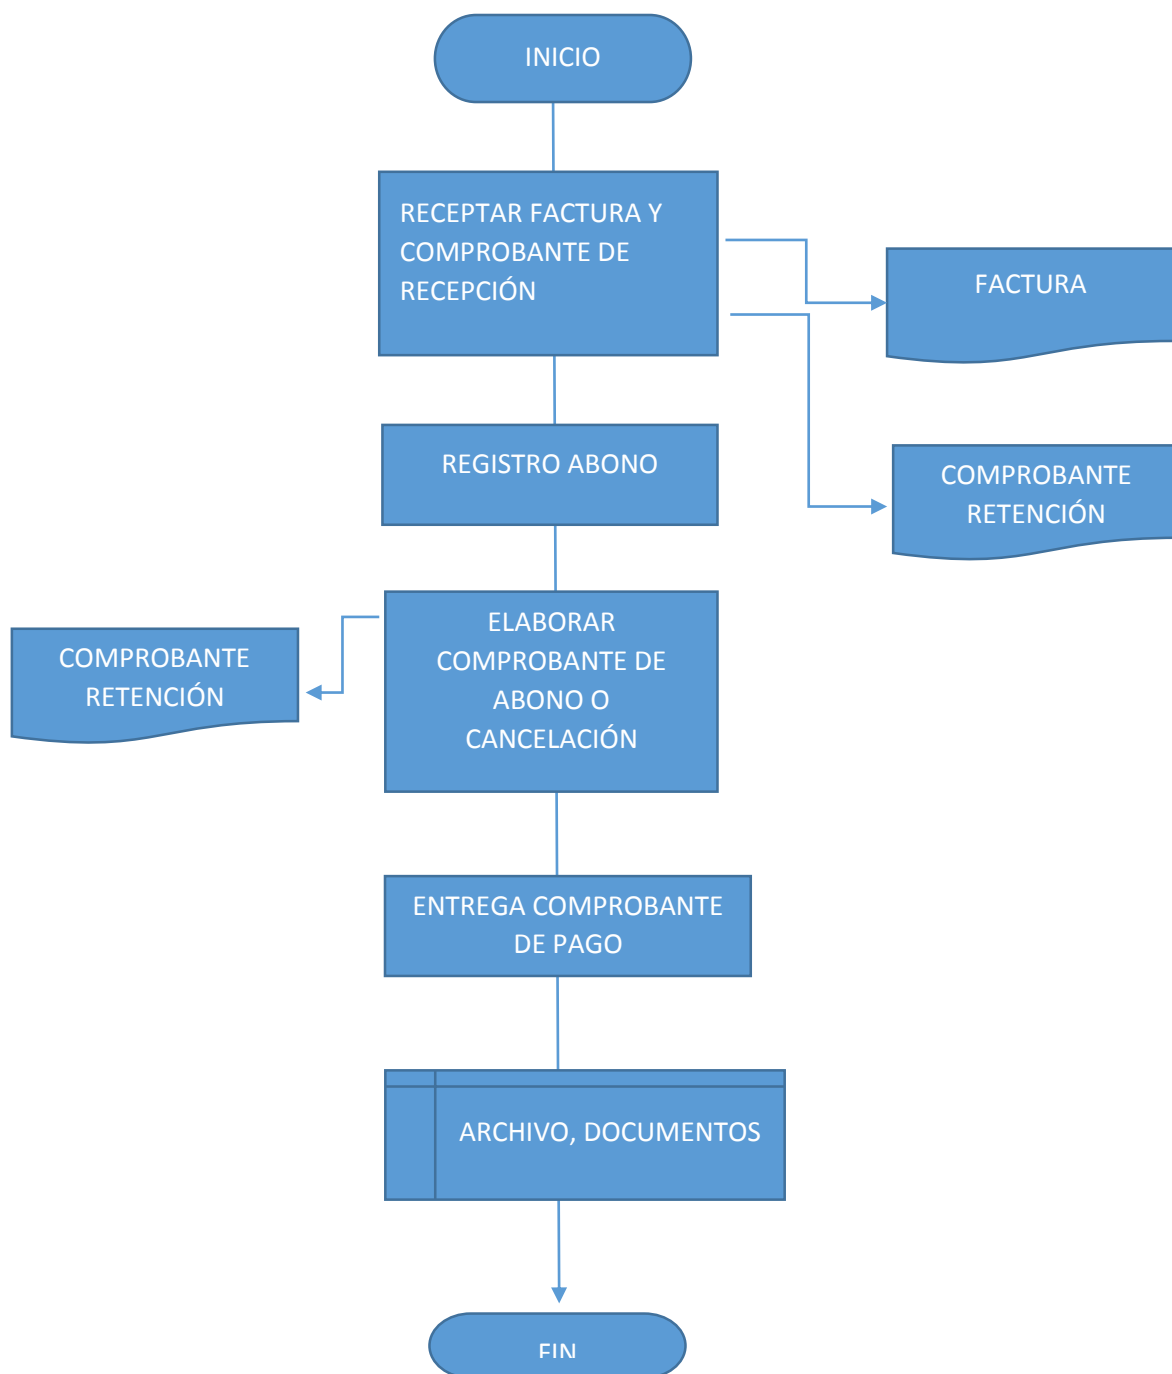 INICIO
RECEPTAR FACTURA Y
COMPROBANTE DE
RECEPCIÓN
FACTURA
REGISTRO ABONO
COMPROBANTE
RETENCIÓN
ELABORAR
COMPROBANTE DE
ABONO O
CANCELACIÓN
COMPROBANTE
RETENCIÓN
ENTREGA COMPROBANTE
DE PAGO
ARCHIVO, DOCUMENTOS
FIN